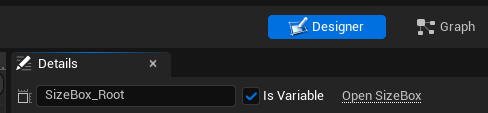 Designer Graph
Details ×
SizeBox_Root Is Variable Open SizeBox